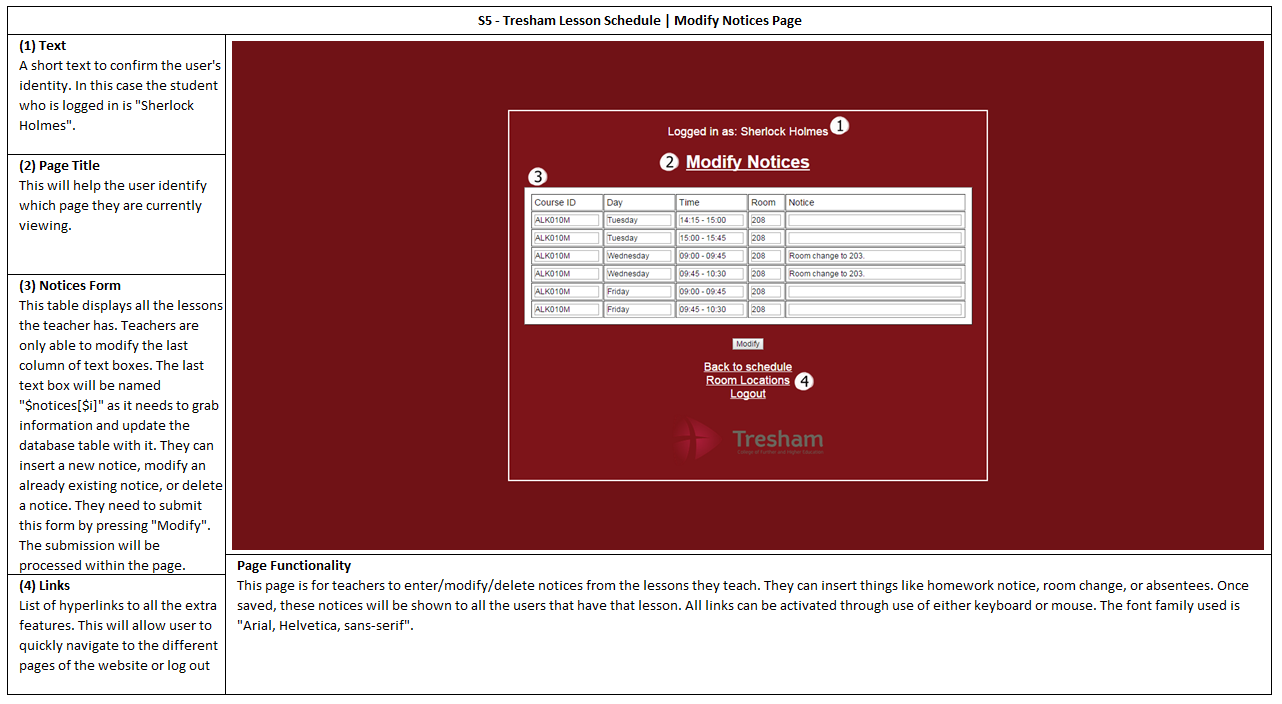 S5 - Tresham Lesson Schedule | Modify Notices Page
(1) Text
A short text to confirm the user's
identity. In this case the student
who is logged in is "Sherlock
Holmes".
(2) Page Title
This will help the user identify
which page they are currently
viewing.
(3) Notices Form
This table displays all the lessons
the teacher has. Teachers are
only able to modify the last
column of text boxes. The last
text box will be named
"$notices[$i]" as it needs to grab
information and update the
database table with it. They can
insert a new notice, modify an
already existing notice, or delete
a notice. They need to submit
this form by pressing "Modify".
The submission will be
processed within the page.
(4) Links
List of hyperlinks to all the extra
features. This will allow user to
quickly navigate to the different
pages of the website or log out
Logged in as: Sherlock Holmes 1
2 Modify Notices
3
Course ID Day Time Room Notice
ALK010M Tuesday 14:15 - 15:00 208
ALK010M Tuesday 15:00 - 15:45 208
ALK010M Wednesday 09:00 - 09:45 208 Room change to 203.
ALK010M Wednesday 09:45 - 10:30 208 Room change to 203.
ALK010M Friday 09:00 - 09:45 208
ALK010M Friday 09:45 - 10:30 208
Modify
Back to schedule
Room Locations 4
Logout
Tresham
College of Further and Higher Education
Page Functionality
This page is for teachers to enter/modify/delete notices from the lessons they teach. They can insert things like homework notice, room change, or absentees. Once
saved, these notices will be shown to all the users that have that lesson. All links can be activated through use of either keyboard or mouse. The font family used is
"Arial, Helvetica, sans-serif".